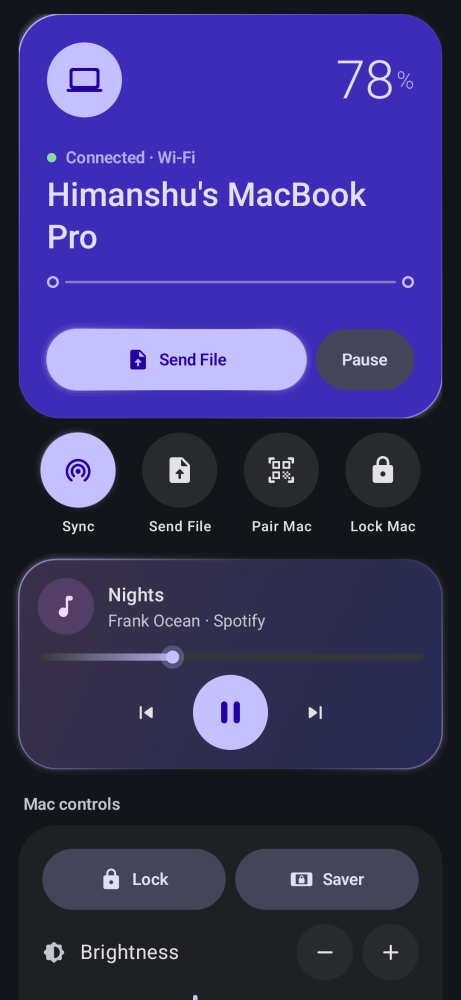 78%
Connected · Wi-Fi
Himanshu's MacBook
Pro
Send File
Pause
Sync
Send File
Pair Mac
Lock Mac
Nights
Frank Ocean · Spotify
Mac controls
Lock
Saver
Brightness